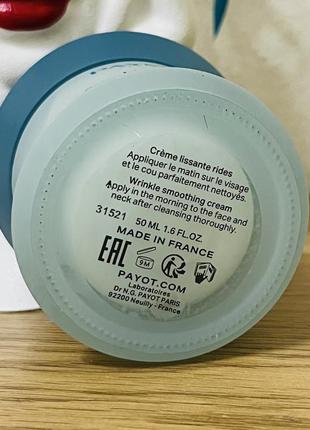 Crème lissante rides
Appliquer le matin sur le visage
et le cou parfaitement nettoyés.
Wrinkle smoothing cream
Apply in the morning to the face and
neck after cleansing thoroughly.
31521 50 ML 1.6 FL.OZ.
MADE IN FRANCE
EAC 9M
PAYOT.COM
Laboratoires
Dr N.G. PAYOT PARIS
92200 Neuilly - France